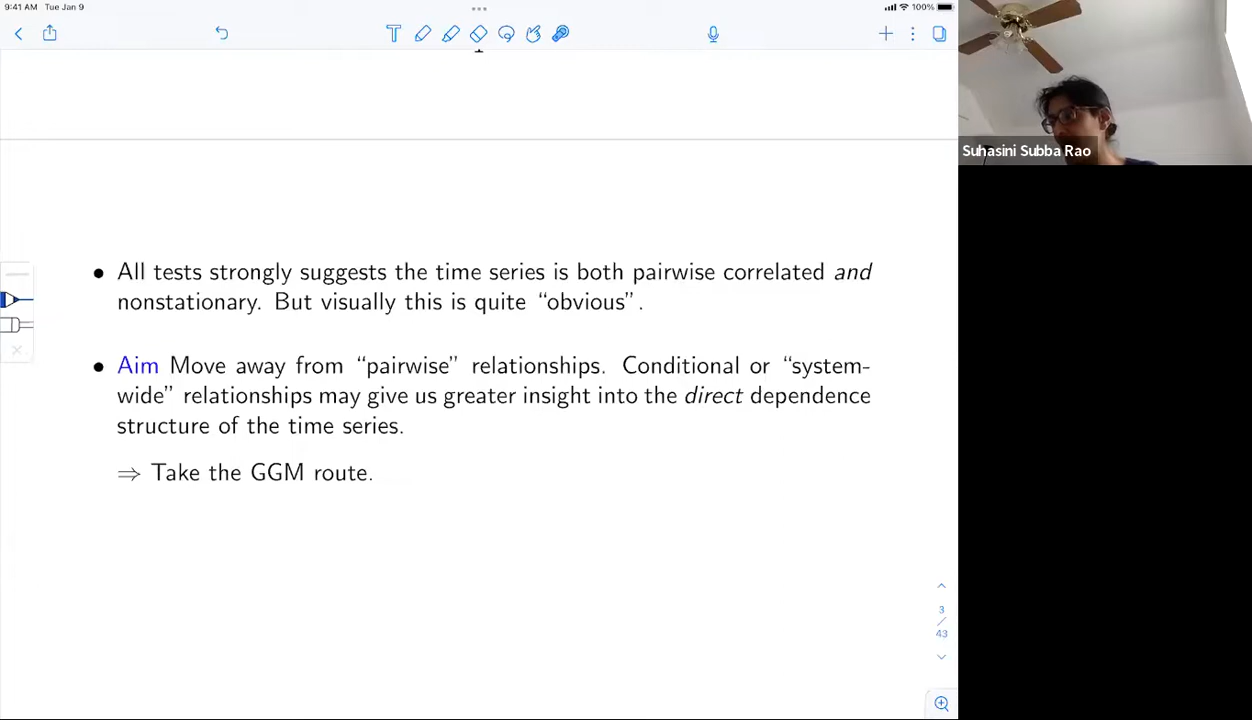 9:41 AM Tue Jan 9
100%
Suhasini Subba Rao
• All tests strongly suggests the time series is both pairwise correlated and
nonstationary. But visually this is quite “obvious”.
• Aim Move away from “pairwise” relationships. Conditional or “system-
wide” relationships may give us greater insight into the direct dependence
structure of the time series.
⇒ Take the GGM route.
3
/
43